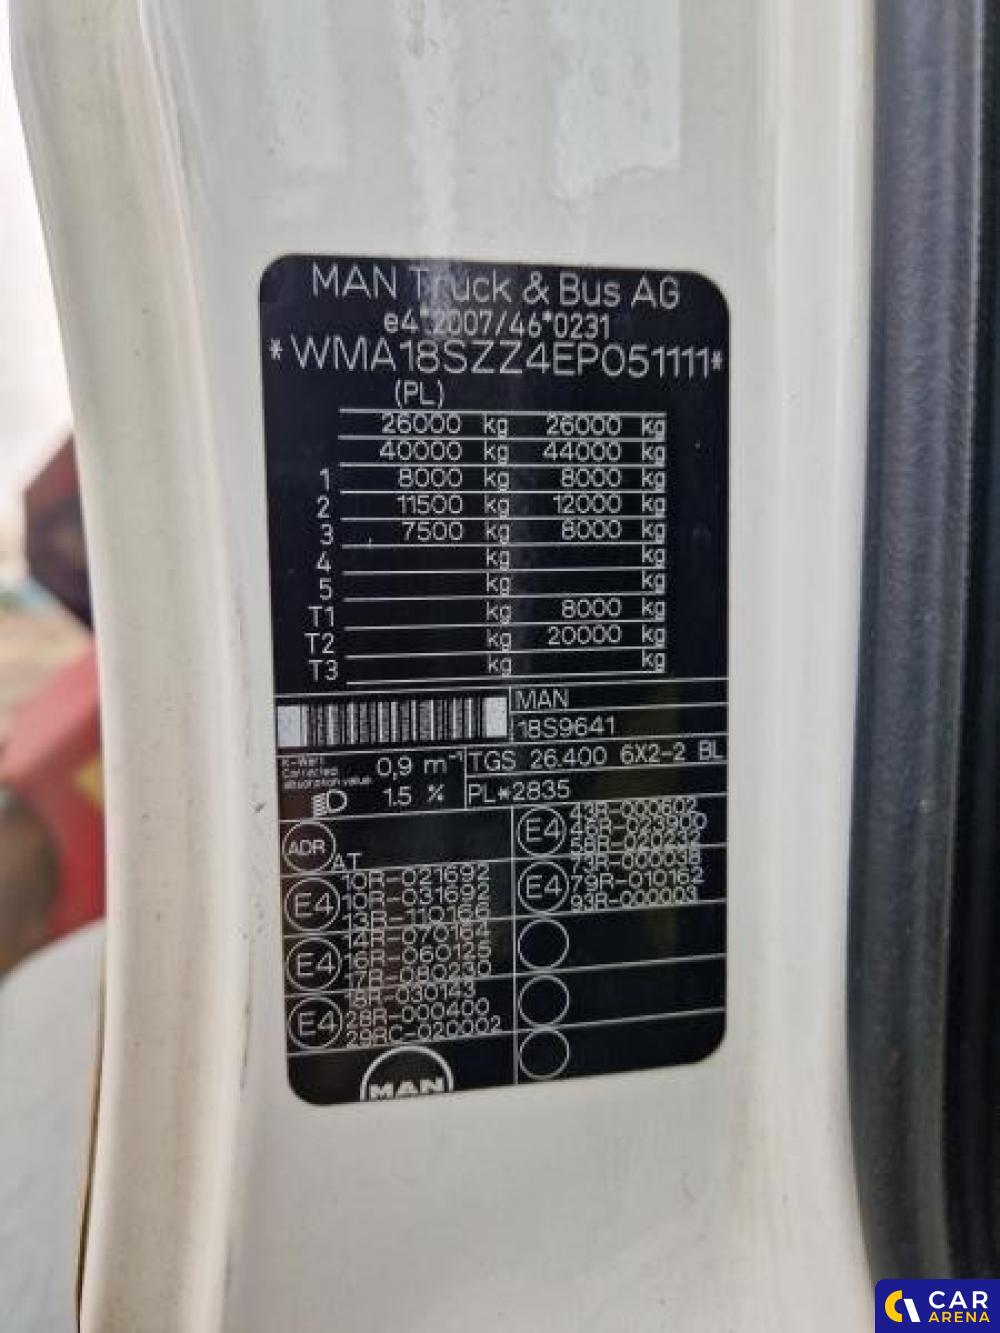 MAN Truck & Bus AG
e4*2007/46*0231
*WMA18SZZ4EP051111*
(PL)
26000 kg 26000 kg
40000 kg 44000 kg
1 8000 kg 8000 kg
2 11500 kg 12000 kg
3 7500 kg 8000 kg
4 kg kg
5 kg kg
T1 kg 8000 kg
T2 kg 20000 kg
T3 kg kg
MAN
18S9641
K-Wert
Corrected
absorption value
0,9 m⁻¹
TGS 26.400 6X2-2 BL
1.5 %
PL*2835
ADR AT
E4
10R-021692
10R-031692
13R-110166
E4
14R-070164
16R-060125
17R-080230
E4
18R-030143
28R-000400
29RC-020002
E4
43R-000602
46R-020900
58R-020232
E4
73R-000038
79R-010162
93R-000003
MAN
CAR
ARENA